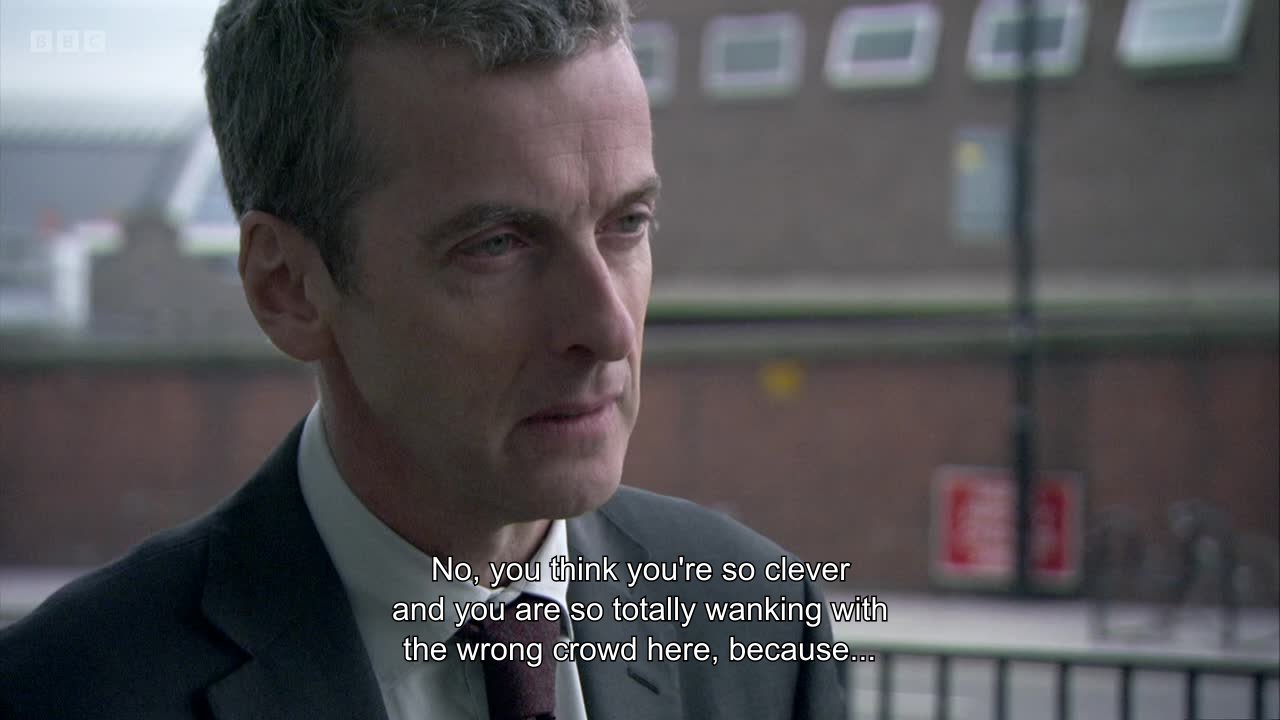 BBC
No, you think you're so clever
and you are so totally wanking with
the wrong crowd here, because...